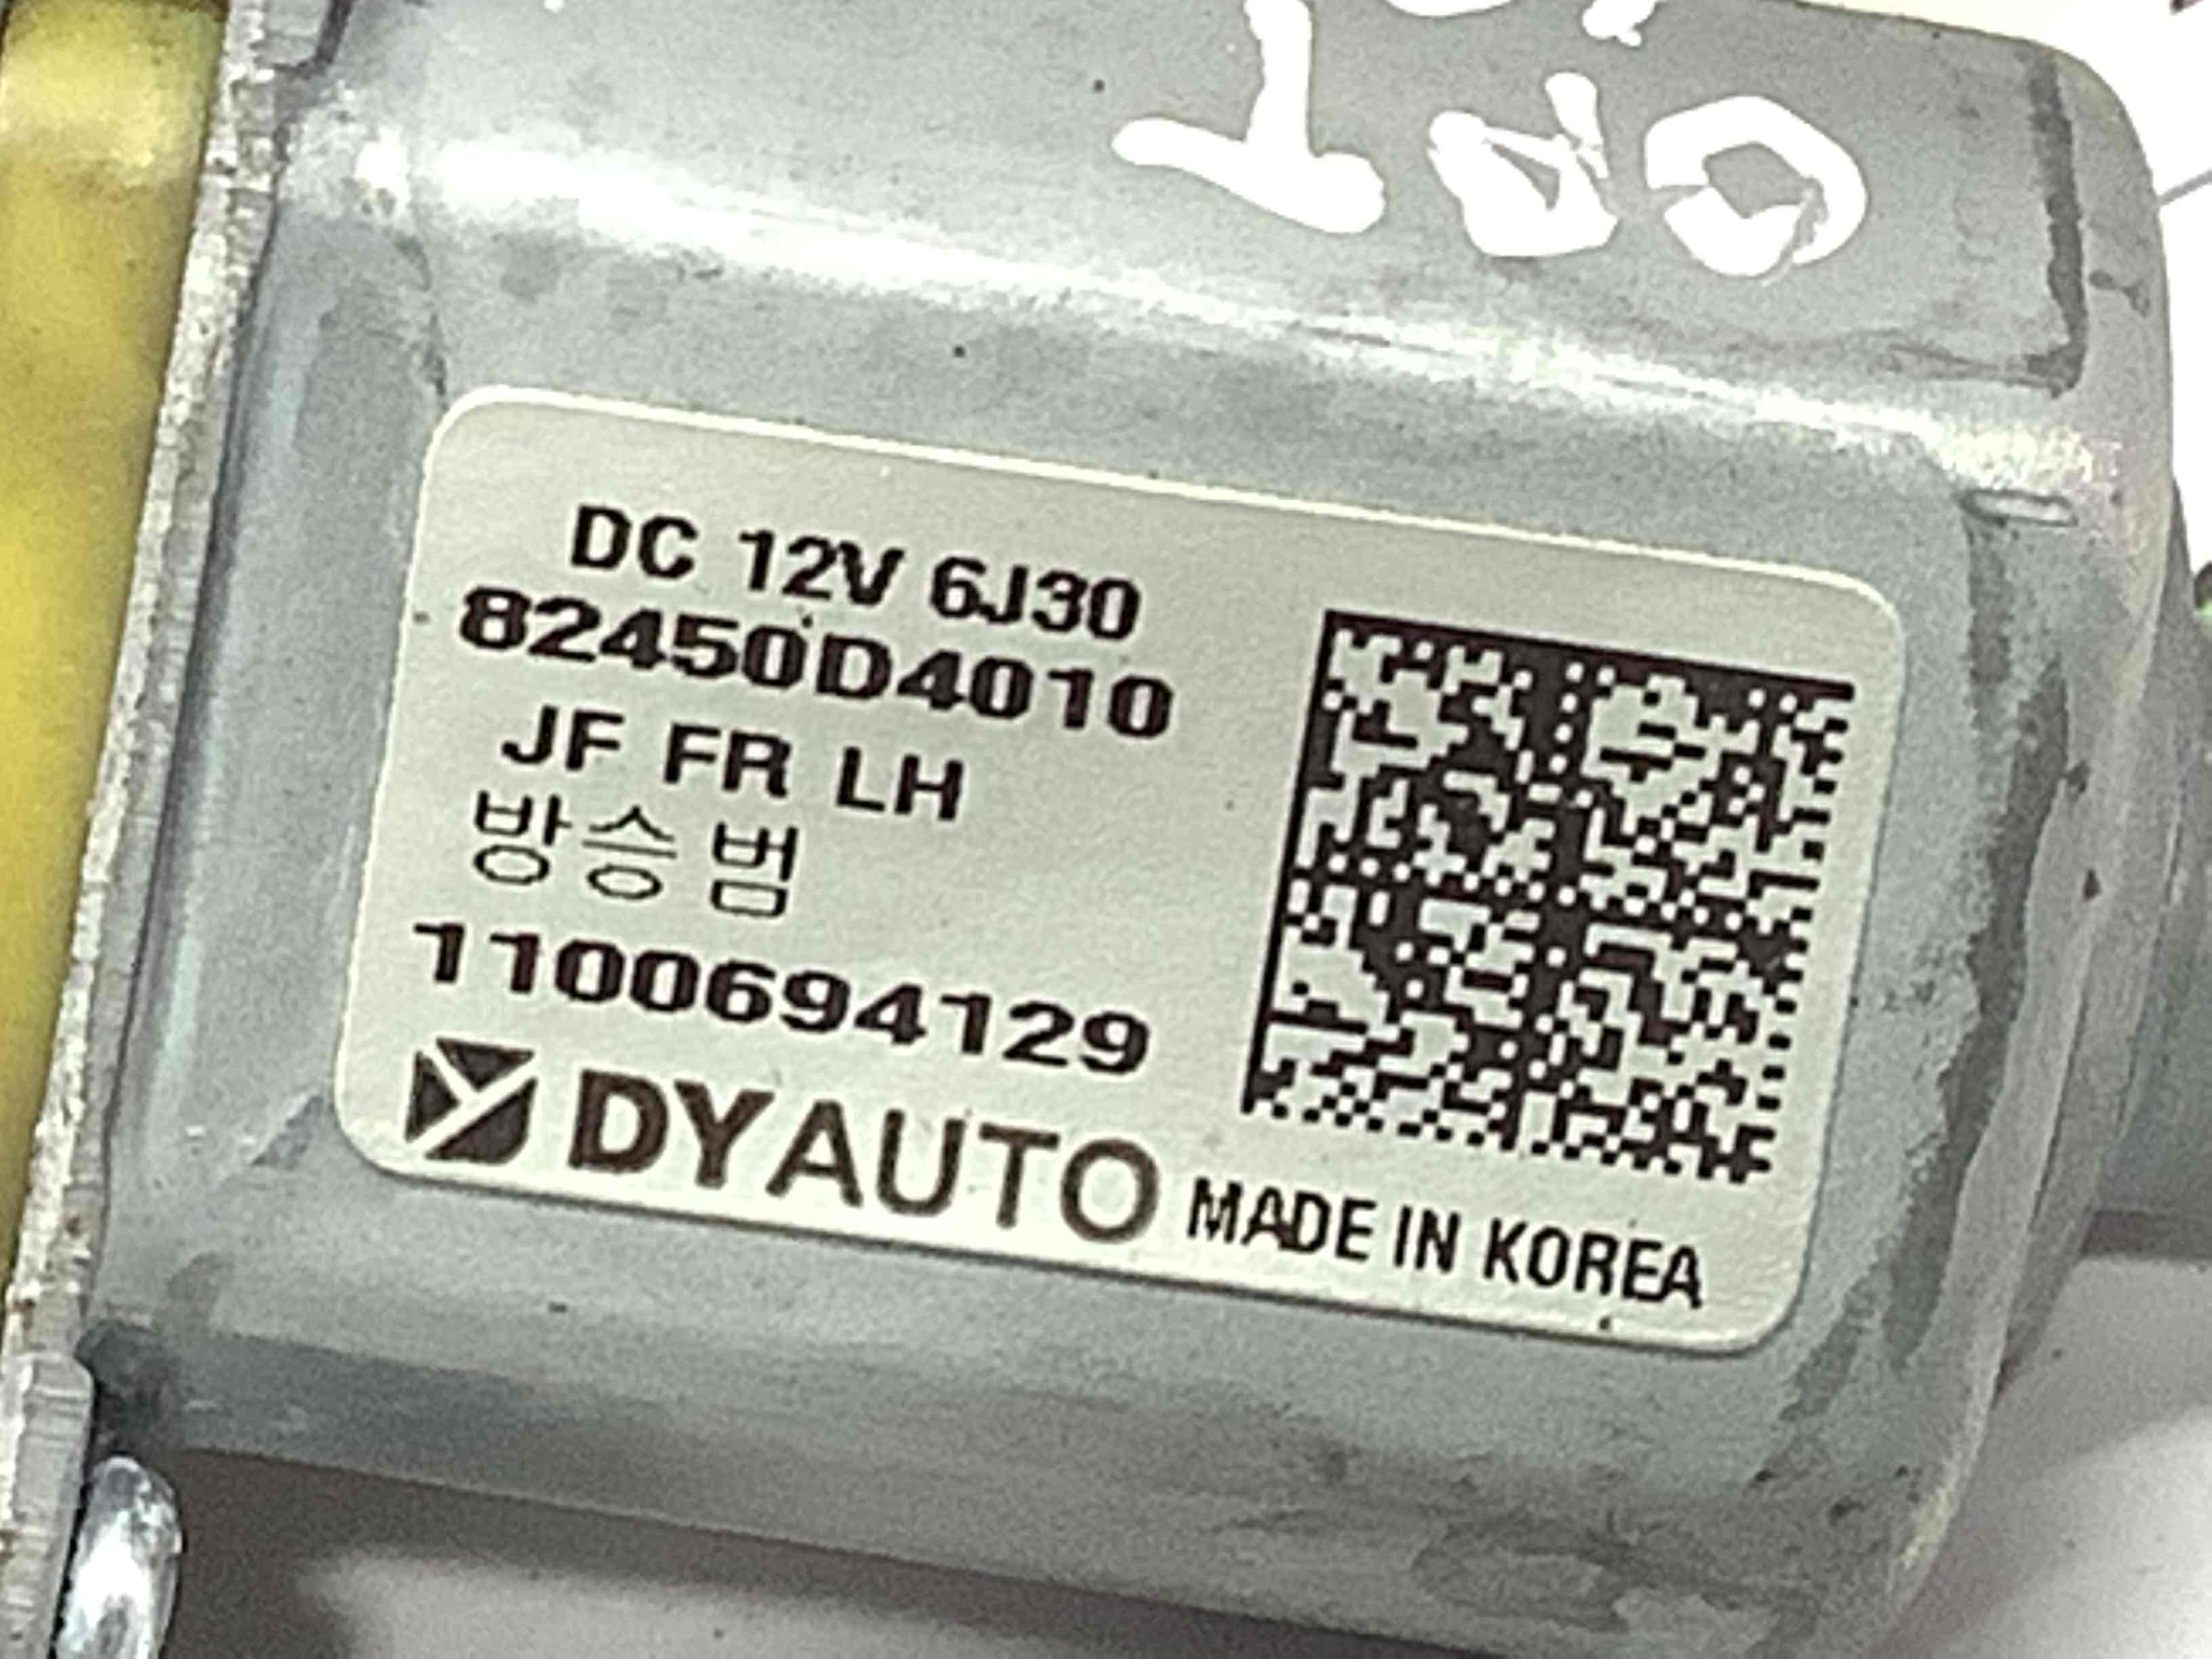 DC 12V 6J30
82450D4010
JF FR LH
방승범
1100694129
DYAUTO MADE IN KOREA